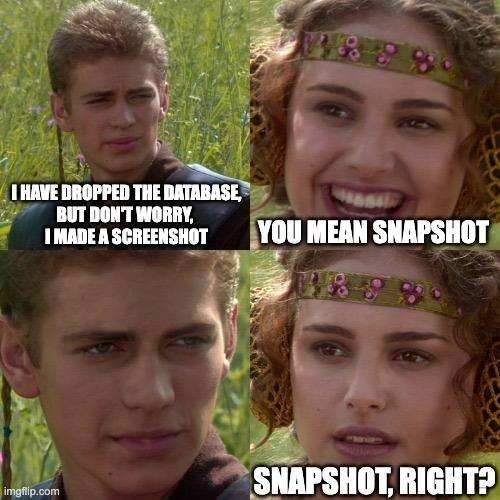 I HAVE DROPPED THE DATABASE,
BUT DON'T WORRY,
I MADE A SCREENSHOT
YOU MEAN SNAPSHOT
SNAPSHOT, RIGHT?
imgflip.com